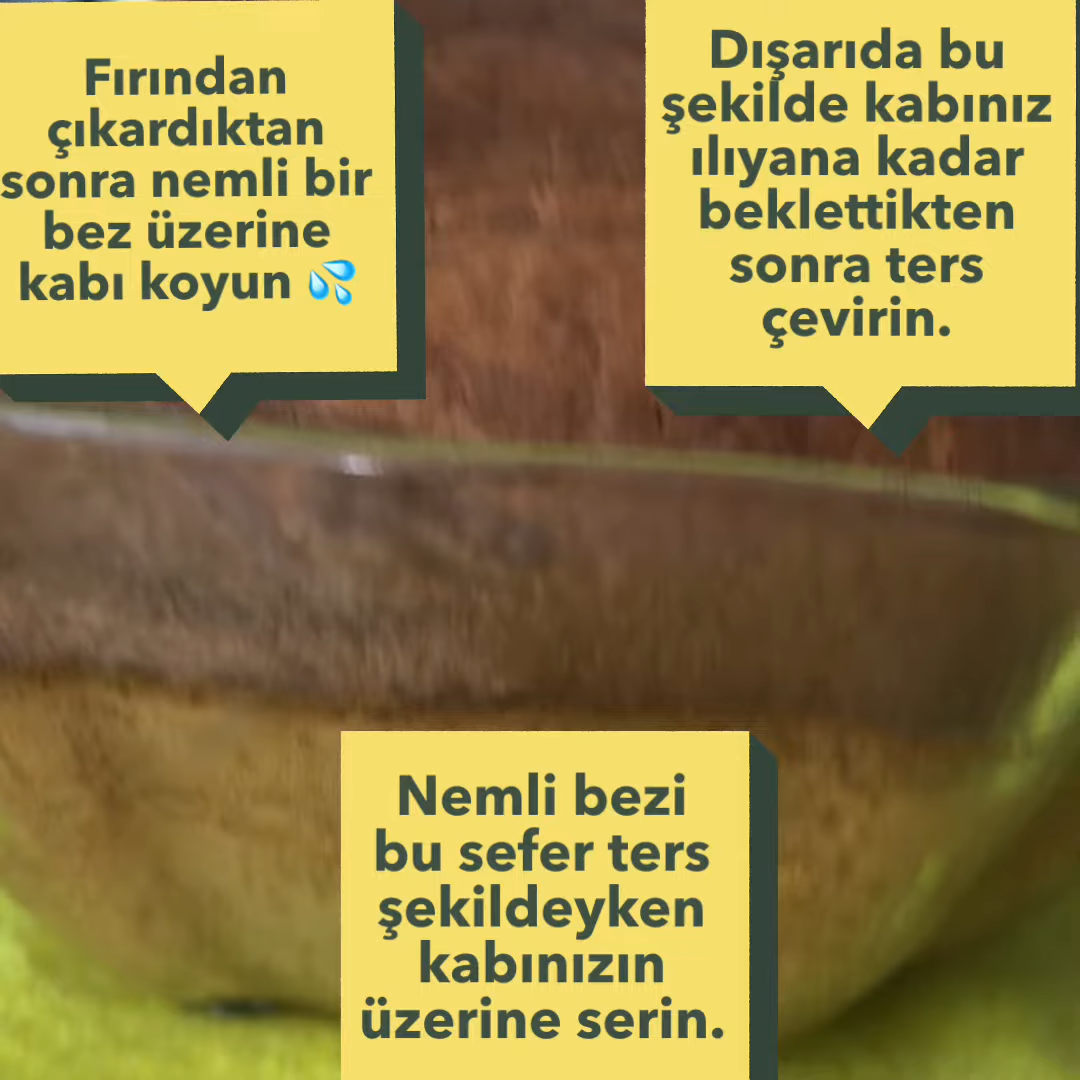 Fırından
çıkardıktan
sonra nemli bir
bez üzerine
kabı koyun 💦
Dışarıda bu
şekilde kabınız
ılıyana kadar
beklettikten
sonra ters
çevirin.
Nemli bezi
bu sefer ters
şekildeyken
kabınızın
üzerine serin.